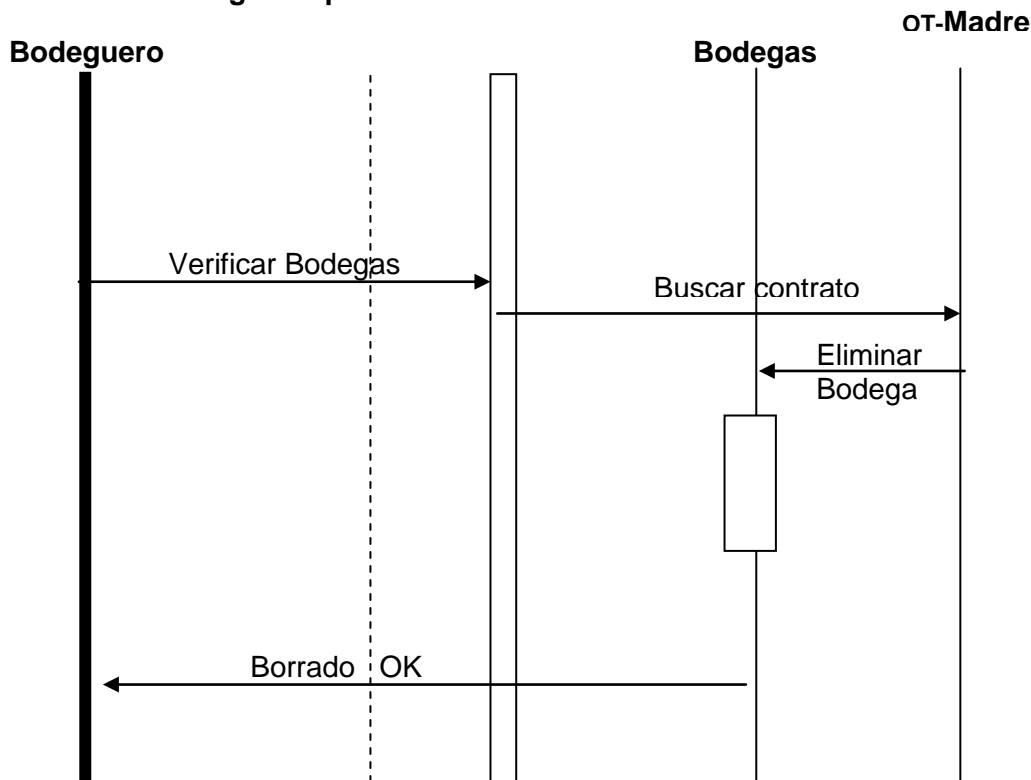 OT-Madre
Bodeguero
Bodegas
Verificar Bodegas
Buscar contrato
Eliminar
Bodega
Borrado OK